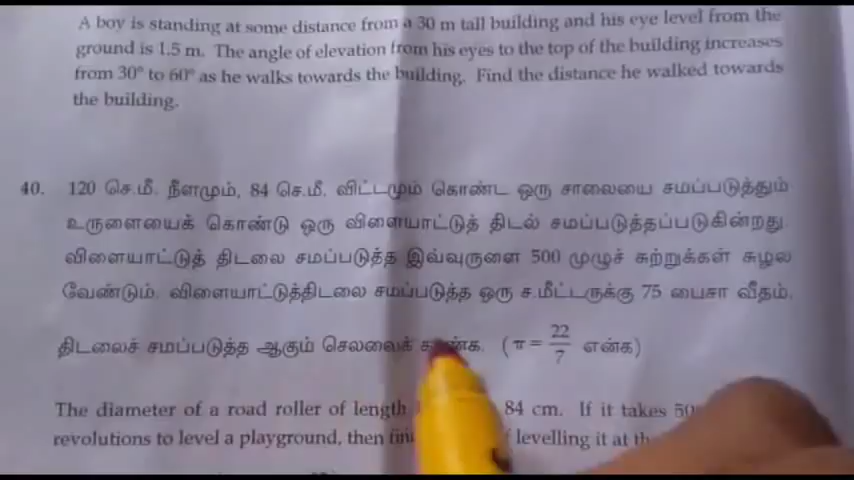 A boy is standing at some distance from a 30 m tall building and his eye level from the
ground is 1.5 m. The angle of elevation from his eyes to the top of the building increases
from 30° to 60° as he walks towards the building. Find the distance he walked towards
the building.
40. 120 செ.மீ. நீளமும், 84 செ.மீ. விட்டமும் கொண்ட ஒரு சாலையை சமப்படுத்தும்
உருளையைக் கொண்டு ஒரு விளையாட்டுத் திடல் சமப்படுத்தப்படுகின்றது.
விளையாட்டுத் திடலை சமப்படுத்த இவ்வுருளை 500 முழுச் சுற்றுக்கள் சுழல
வேண்டும். விளையாட்டுத்திடலை சமப்படுத்த ஒரு ச.மீட்டருக்கு 75 பைசா வீதம்,
திடலைச் சமப்படுத்த ஆகும் செலவைக் (π = 22/7 என்க)
The diameter of a road roller of length 84 cm. If it takes
revolutions to level a playground, then levelling it at